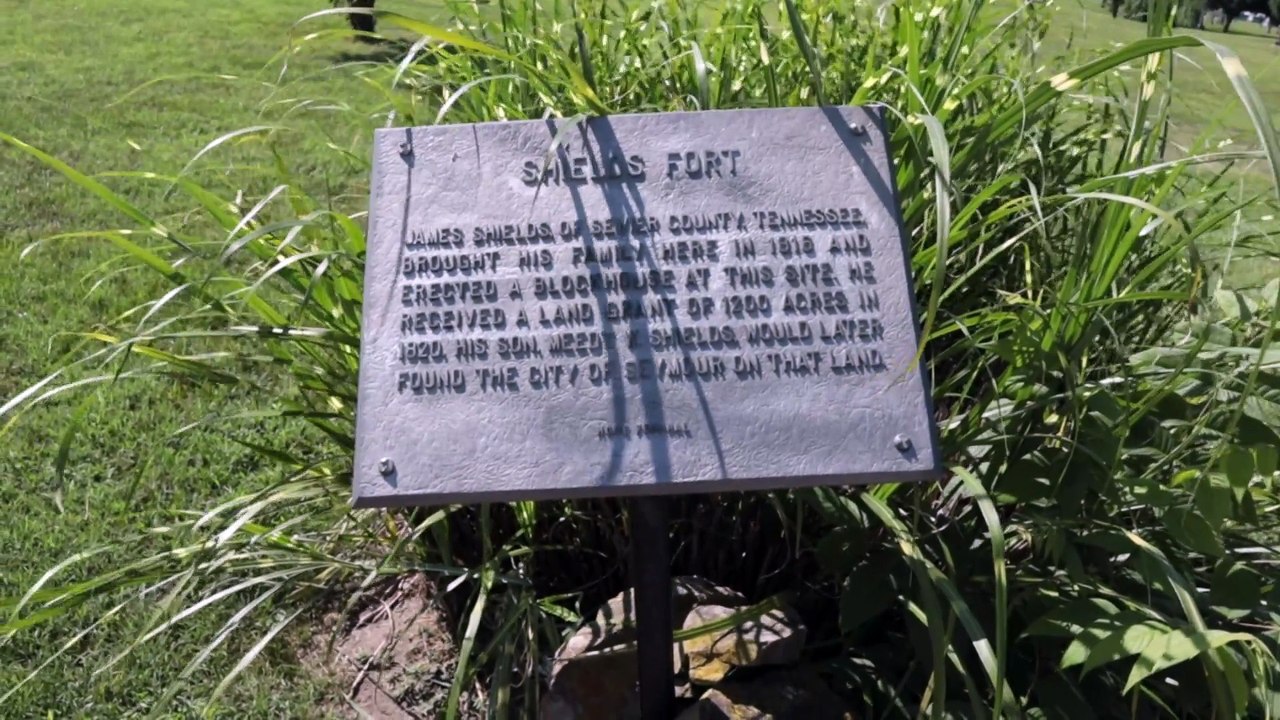 SHIELDS FORT
JAMES SHIELDS, OF SEVIER COUNTY, TENNESSEE,
BROUGHT HIS FAMILY HERE IN 1816 AND
ERECTED A BLOCKHOUSE AT THIS SITE. HE
RECEIVED A LAND GRANT OF 1200 ACRES IN
1820. HIS SON, MEEDY SHIELDS, WOULD LATER
FOUND THE CITY OF SEYMOUR ON THAT LAND.